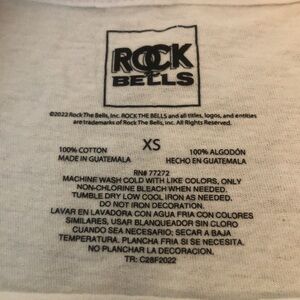 ROCK
THE
BELLS
©2022 Rock The Bells, Inc. ROCK THE BELLS and all titles, logos, and entities
are trademarks of Rock The Bells, Inc. All Rights Reserved.
XS
100% COTTON
MADE IN GUATEMALA
100% ALGODÓN
HECHO EN GUATEMALA
RN# 77272
MACHINE WASH COLD WITH LIKE COLORS, ONLY
NON-CHLORINE BLEACH WHEN NEEDED.
TUMBLE DRY LOW COOL IRON AS NEEDED.
DO NOT IRON DECORATION.
LAVAR EN LAVADORA CON AGUA FRIA CON COLORES
SIMILARES, USAR BLANQUEADOR SIN CLORO
CUANDO SEA NECESARIO; SECAR A BAJA
TEMPERATURA. PLANCHA FRIA SI SE NECESITA.
NO PLANCHAR LA DECORACION.
TR: C28F2022